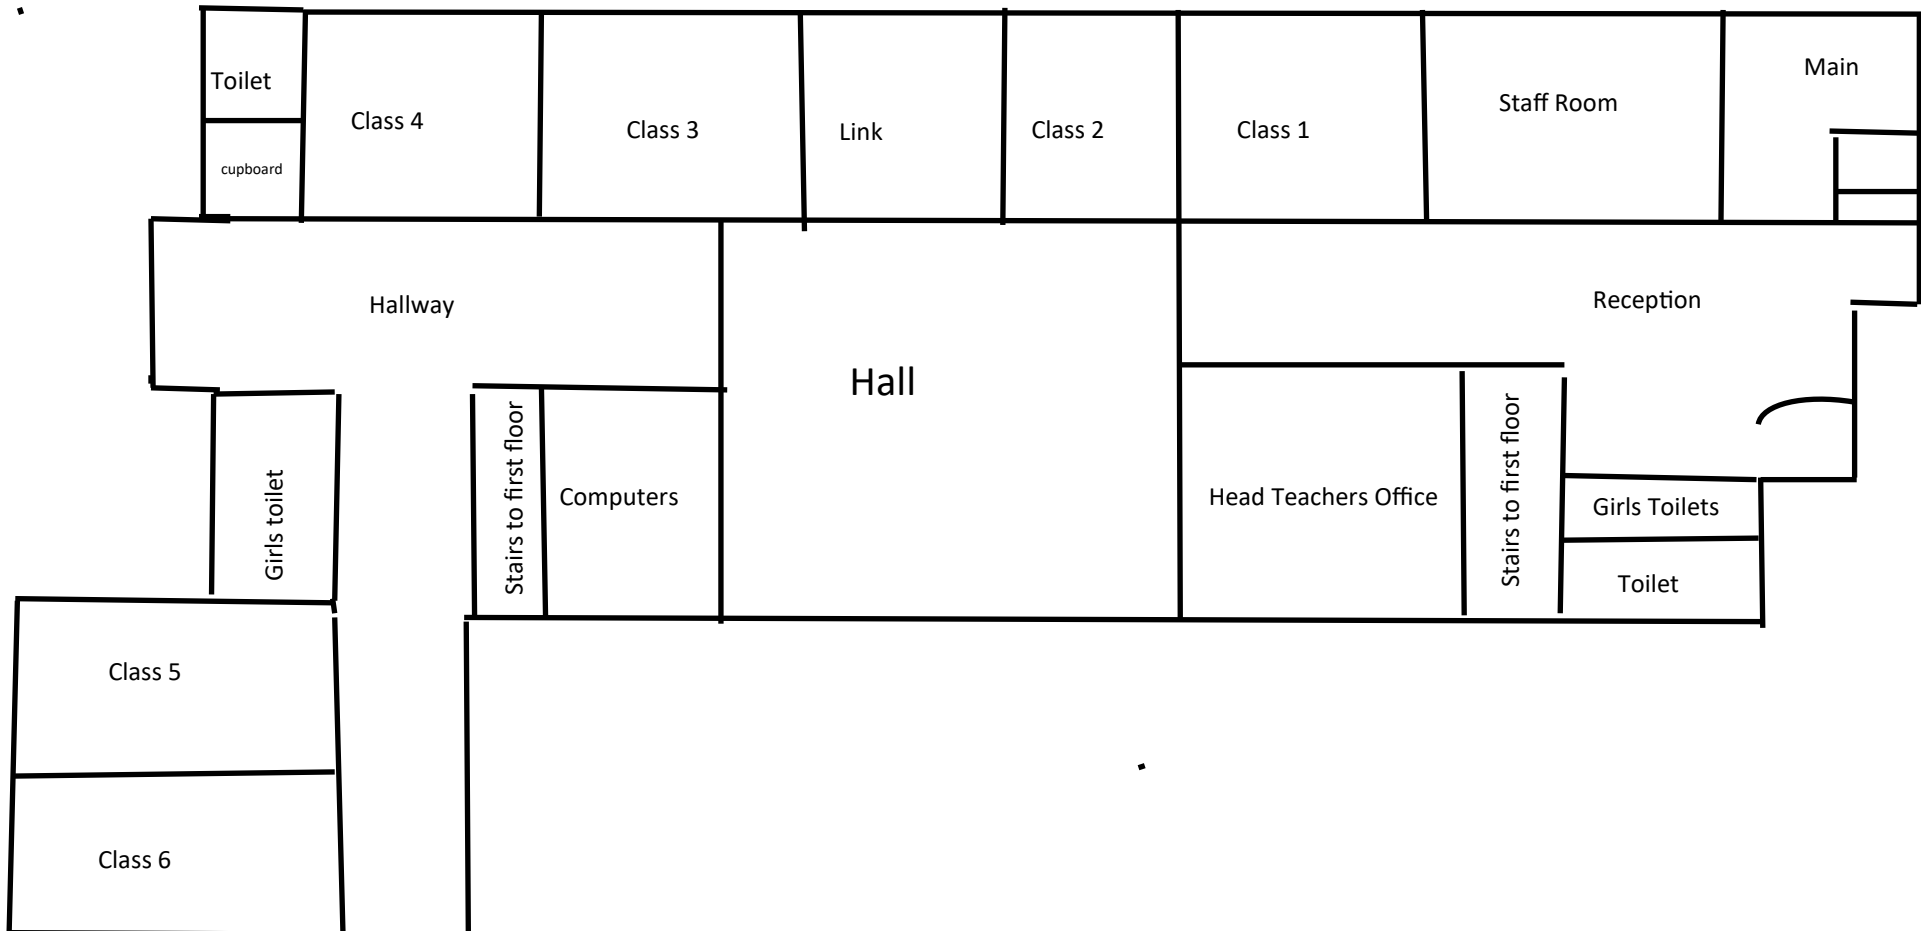 Toilet
Class 4
Class 3
Link
Class 2
Class 1
Staff Room
Main
cupboard
Hallway
Hall
Reception
Girls toilet
Stairs to first floor
Computers
Head Teachers Office
Stairs to first floor
Girls Toilets
Toilet
Class 5
Class 6